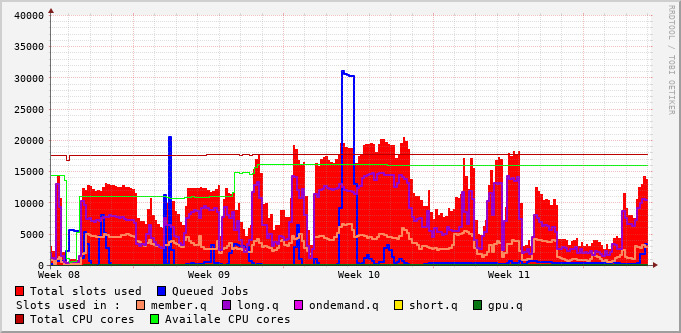 40000
35000
30000
25000
20000
15000
10000
5000
0
Week 08 Week 09 Week 10 Week 11
Total slots used Queued Jobs
Slots used in : member.q long.q ondemand.q short.q gpu.q
Total CPU cores Availale CPU cores
RRDTOOL / TOBI OETIKER